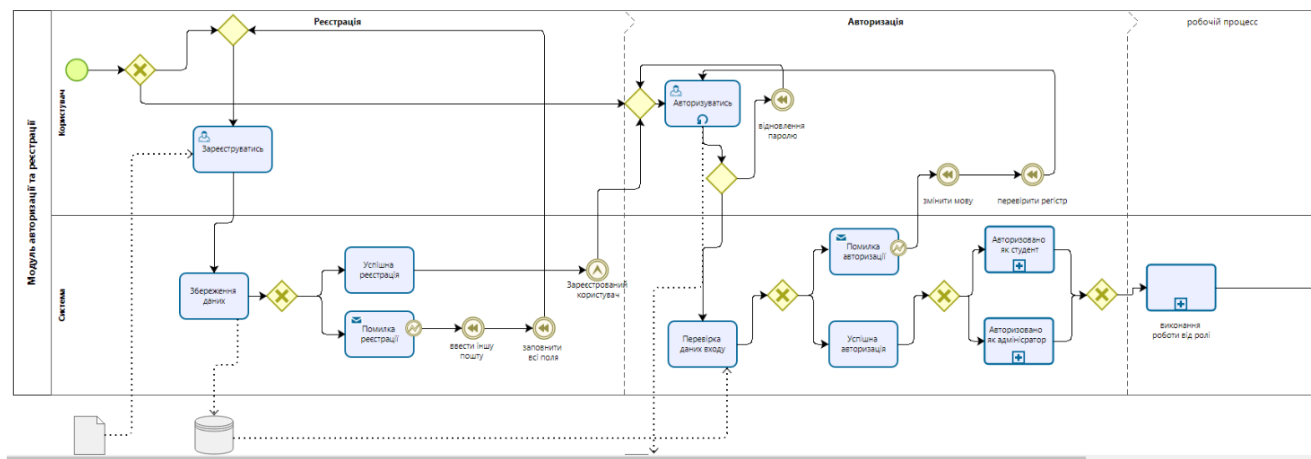 Модуль авторизації та реєстрації
Користувач
Система
Реєстрація
Авторизація
робочій процес
Зареєструватись
Збереження
даних
Успішна
реєстрація
Помилка
реєстрації
ввести іншу
пошту
заповнити
всі поля
Зареєстрований
користувач
Авторизуватись
відновлення
паролю
змінити мову
перевірити регістр
Перевірка
даних входу
Помилка
авторизації
Успішна
авторизація
Авторизовано
як студент
Авторизовано
як адміністратор
виконання
роботи від ролі